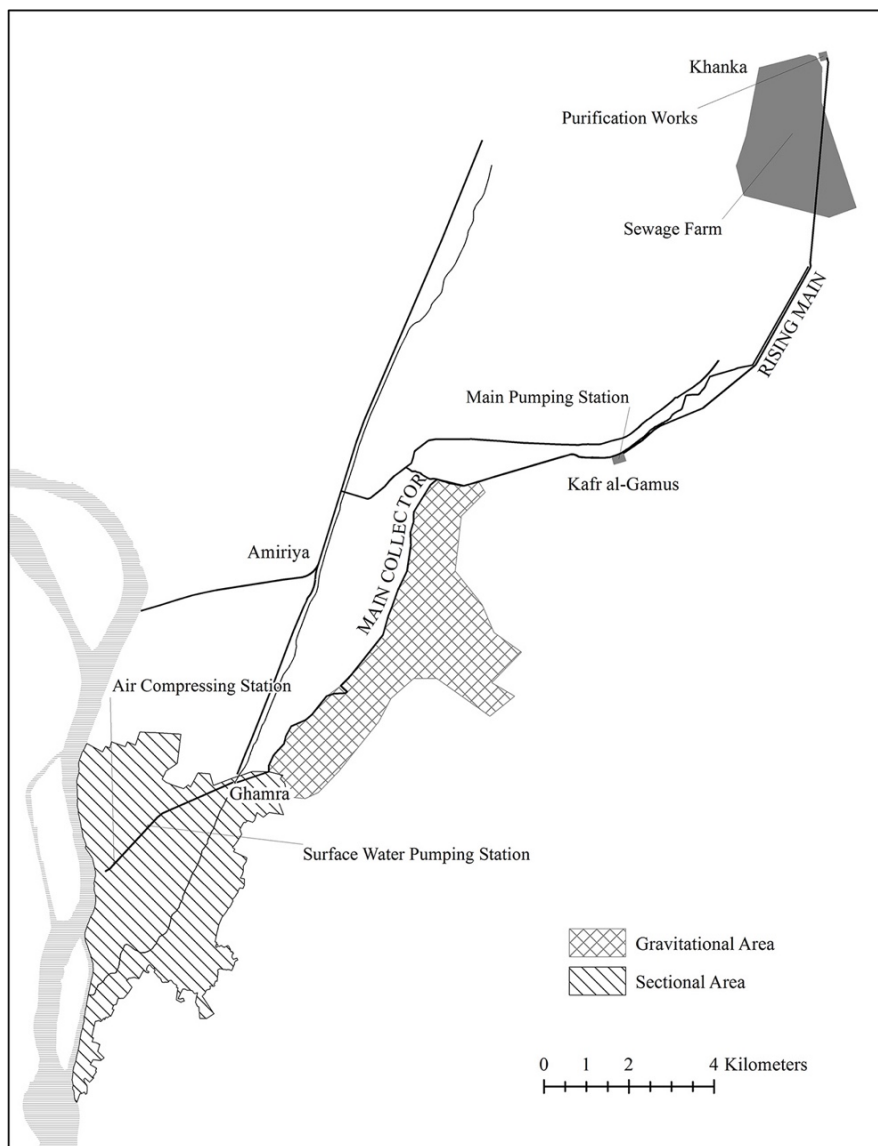 Khanka
Purification Works
Sewage Farm
RISING MAIN
Main Pumping Station
Kafr al-Gamus
MAIN COLLECTOR
Amiriya
Air Compressing Station
Ghamra
Surface Water Pumping Station
Gravitational Area
Sectional Area
0 1 2 4 Kilometers